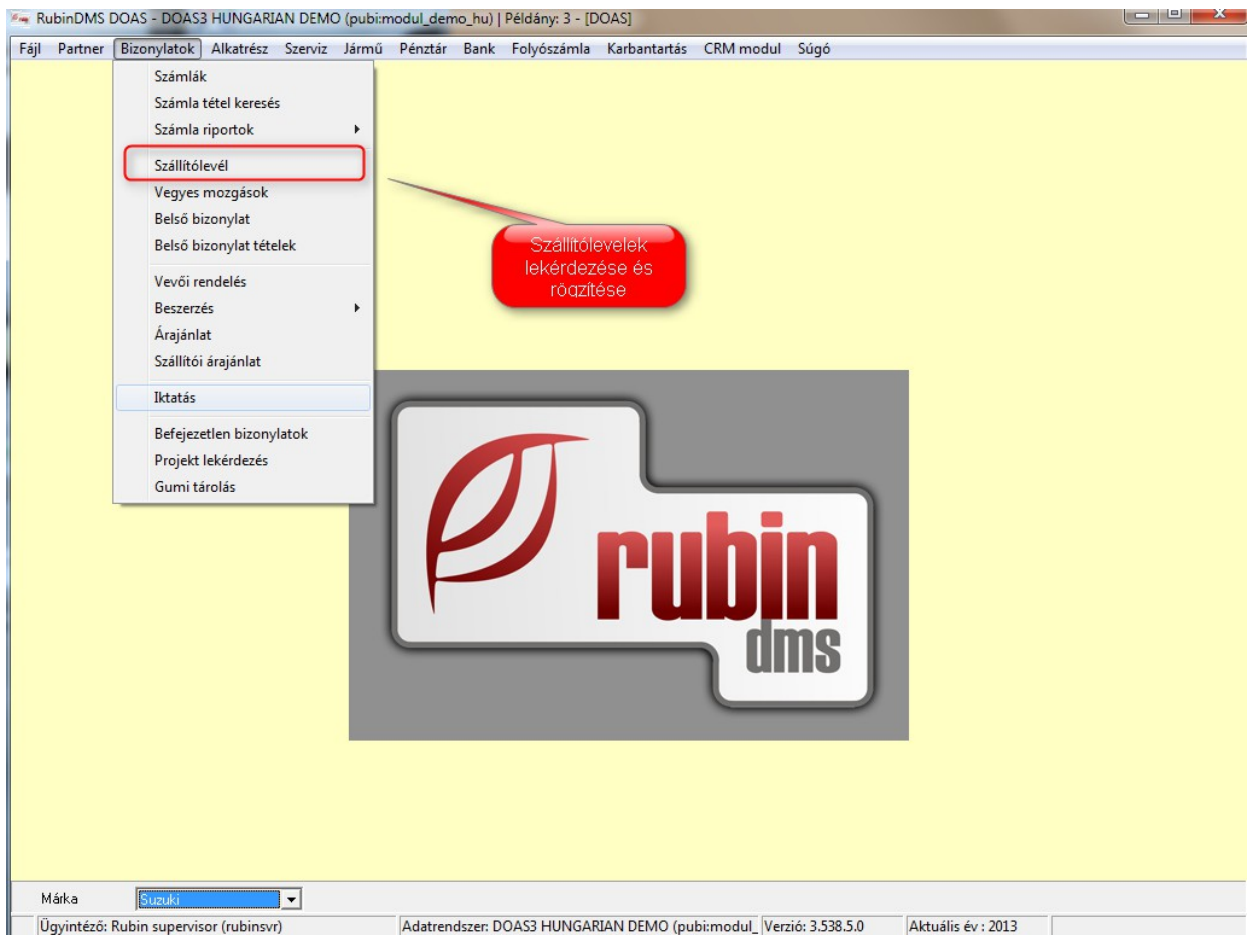 RubinDMS DOAS - DOAS3 HUNGARIAN DEMO (pubi:modul_demo_hu) | Példány: 3 - [DOAS]
Fájl Partner Bizonylatok Alkatrész Szerviz Jármű Pénztár Bank Folyószámla Karbantartás CRM modul Súgó
Számlák
Számla tétel keresés
Számla riportok
Szállítólevél
Vegyes mozgások
Belső bizonylat
Belső bizonylat tételek
Vevői rendelés
Beszerzés
Árajánlat
Szállítói árajánlat
Iktatás
Befejezetlen bizonylatok
Projekt lekérdezés
Gumi tárolás
Szállítólevelek
lekérdezése és
rögzítése
rubin
dms
Márka Suzuki
Ügyintéző: Rubin supervisor (rubinsvr) Adatrendszer: DOAS3 HUNGARIAN DEMO (pubi:modul_ Verzió: 3.538.5.0 Aktuális év : 2013